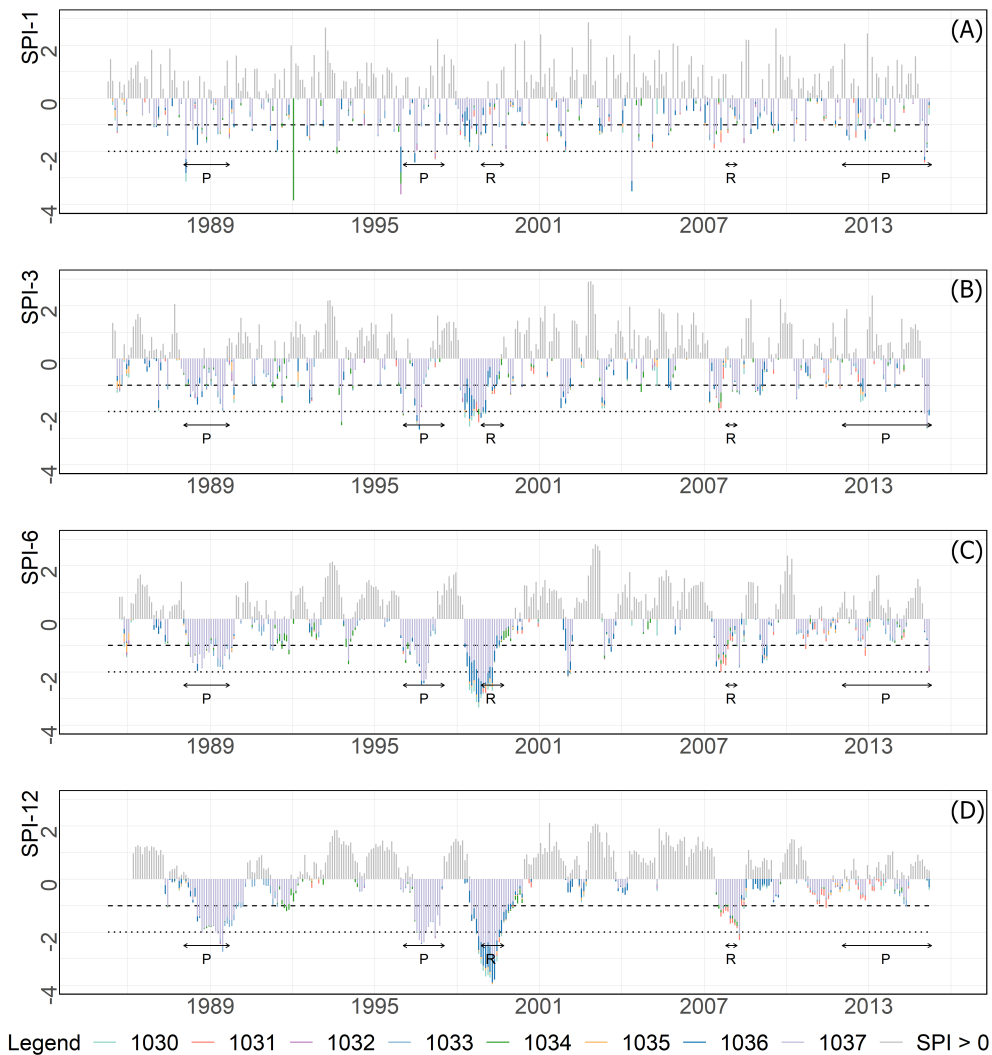 SPI-1
(A)
2
0
-2
-4
P P R R P
1989 1995 2001 2007 2013
SPI-3
(B)
2
0
-2
-4
P P R R P
1989 1995 2001 2007 2013
SPI-6
(C)
2
0
-2
-4
P P R R P
1989 1995 2001 2007 2013
SPI-12
(D)
2
0
-2
-4
P P R R P
1989 1995 2001 2007 2013
Legend 1030 1031 1032 1033 1034 1035 1036 1037 SPI > 0